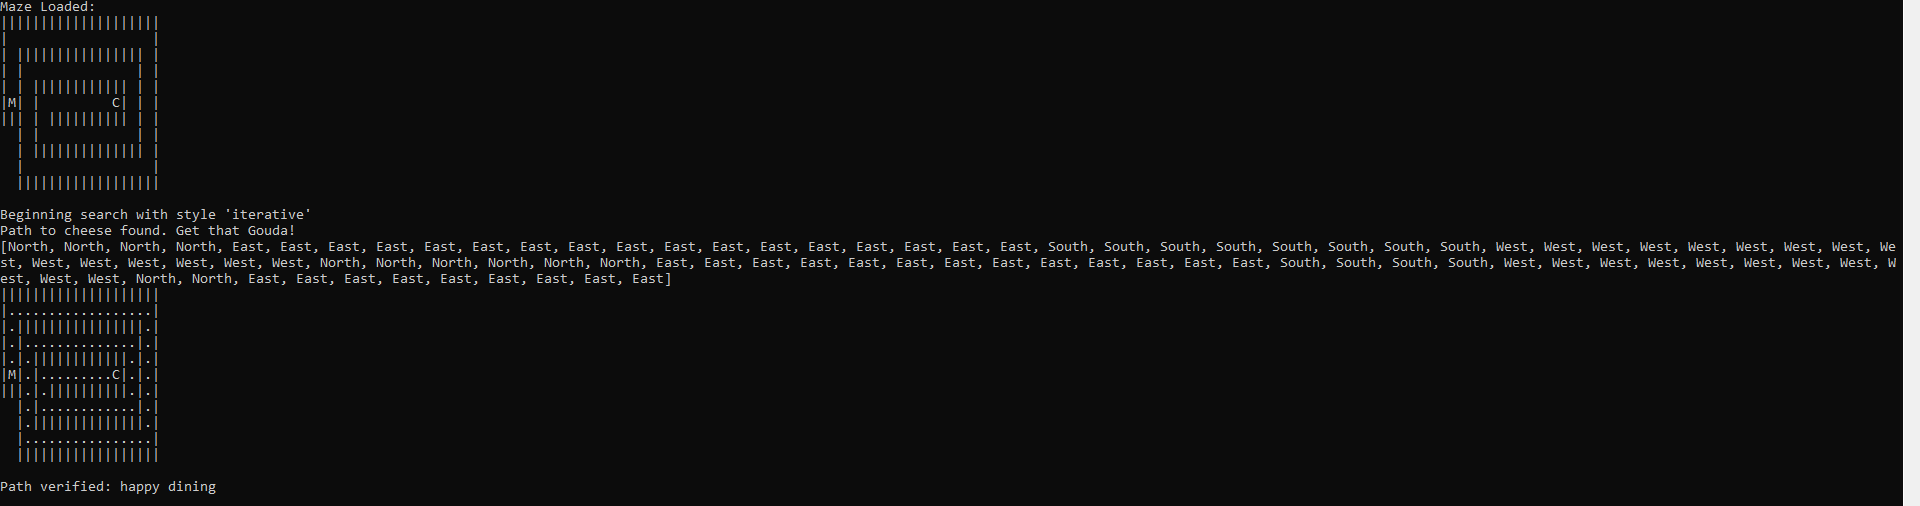 Maze Loaded:
||||||||||||||||||||
|                  |
| |||||||||||||||| |
| |              | |
| | |||||||||||| | |
|M| |         C| | |
||| | |||||||||| | |
  | |            | |
  | |||||||||||||| |
  |                |
  ||||||||||||||||||
Beginning search with style 'iterative'
Path to cheese found. Get that Gouda!
[North, North, North, North, East, East, East, East, East, East, East, East, East, East, East, East, East, East, East, East, East, South, South, South, South, South, South, South, South, West, West, West, West, West, West, West, West, We
st, West, West, West, West, West, West, North, North, North, North, North, North, East, East, East, East, East, East, East, East, East, East, East, East, East, South, South, South, South, West, West, West, West, West, West, West, West, W
est, West, West, North, North, East, East, East, East, East, East, East, East, East]
||||||||||||||||||||
|..................|
|.||||||||||||||||.|
|.|..............|.|
|.|.||||||||||||.|.|
|M|.|.........C|.|.|
|||.|.||||||||||.|.|
  |.|............|.|
  |.||||||||||||||.|
  |................|
  ||||||||||||||||||
Path verified: happy dining